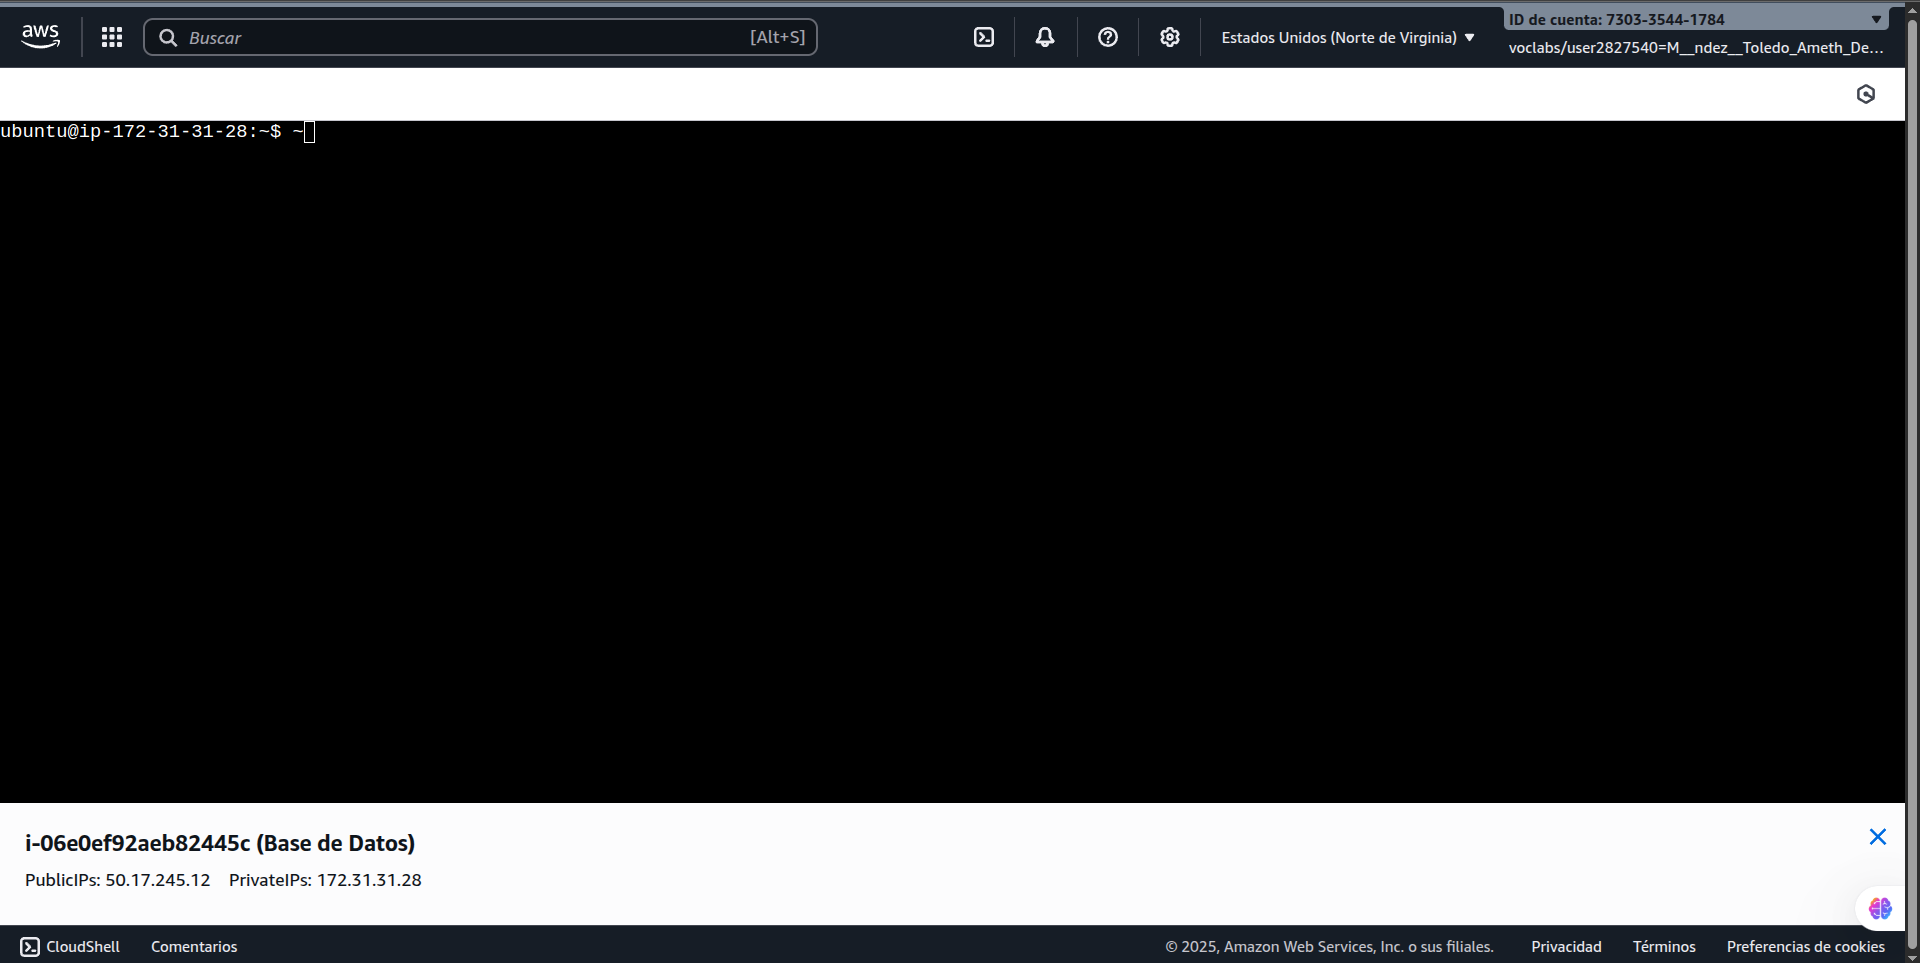 aws
Buscar
[Alt+S]
Estados Unidos (Norte de Virginia)
ID de cuenta: 7303-3544-1784
voclabs/user2827540=M__ndez__Toledo_Ameth_De...
ubuntu@ip-172-31-31-28:~$ ~
i-06e0ef92aeb82445c (Base de Datos)
PublicIPs: 50.17.245.12 PrivateIPs: 172.31.31.28
CloudShell Comentarios © 2025, Amazon Web Services, Inc. o sus filiales. Privacidad Términos Preferencias de cookies